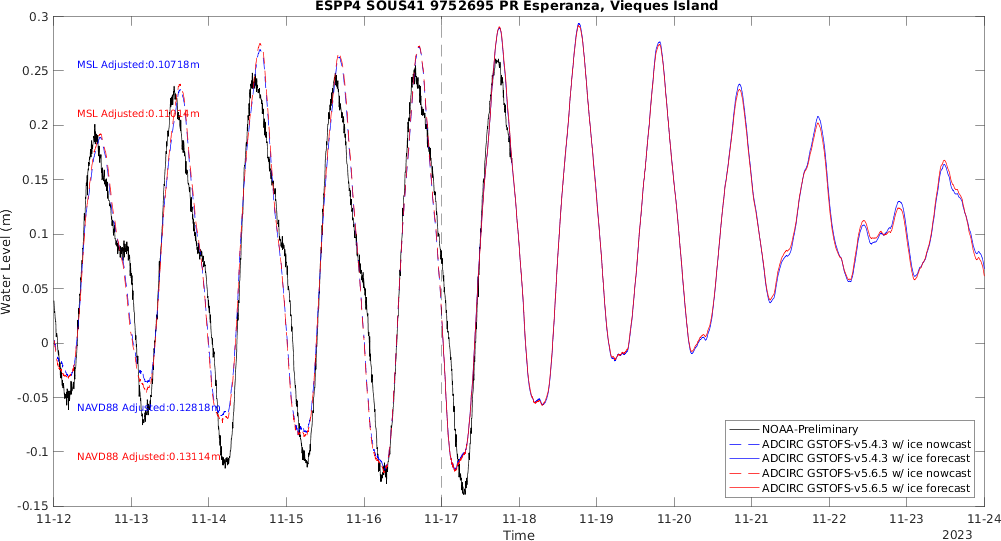 ESPP4 SOUS41 9752695 PR Esperanza, Vieques Island
0.3
0.25
0.2
0.15
0.1
0.05
0
-0.05
-0.1
-0.15
Water Level (m)
MSL Adjusted:0.10718m
MSL Adjusted:0.11014m
NAVD88 Adjusted:0.12818m
NAVD88 Adjusted:0.13114m
NOAA-Preliminary
ADCIRC GSTOFS-v5.4.3 w/ ice nowcast
ADCIRC GSTOFS-v5.4.3 w/ ice forecast
ADCIRC GSTOFS-v5.6.5 w/ ice nowcast
ADCIRC GSTOFS-v5.6.5 w/ ice forecast
11-12 11-13 11-14 11-15 11-16 11-17 11-18 11-19 11-20 11-21 11-22 11-23 11-24
Time
2023